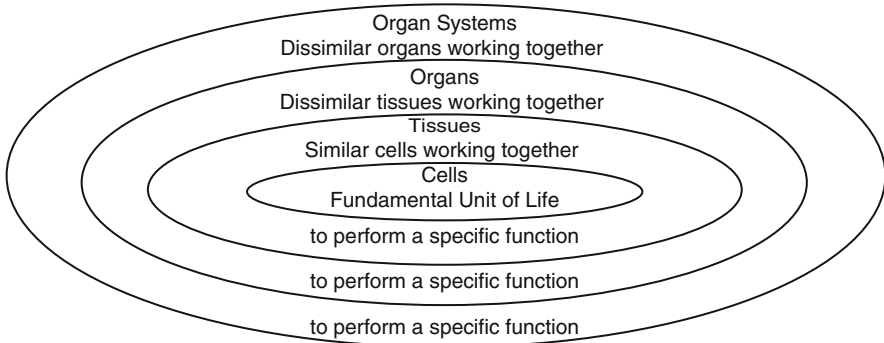 Organ Systems
Dissimilar organs working together
Organs
Dissimilar tissues working together
Tissues
Similar cells working together
Cells
Fundamental Unit of Life
to perform a specific function
to perform a specific function
to perform a specific function